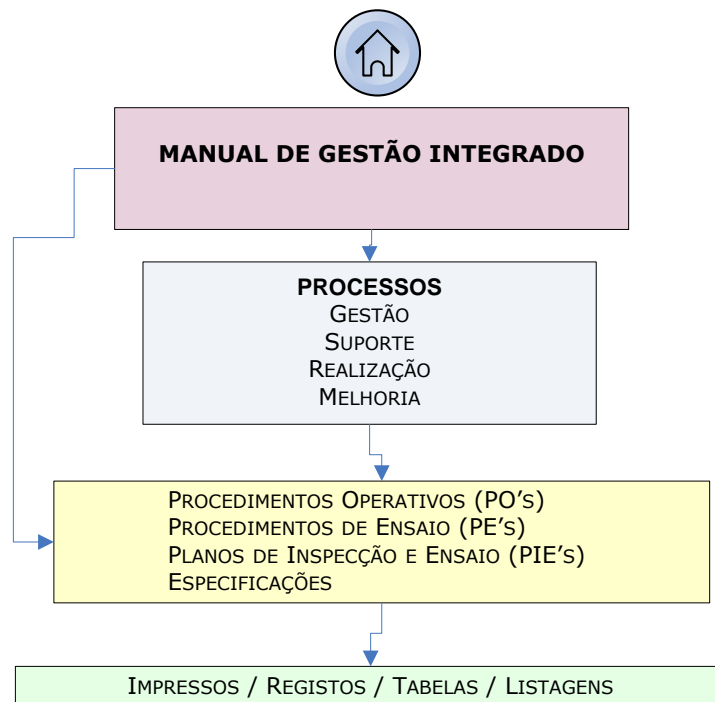 MANUAL DE GESTÃO INTEGRADO
PROCESSOS
GESTÃO
SUPORTE
REALIZAÇÃO
MELHORIA
PROCEDIMENTOS OPERATIVOS (PO'S)
PROCEDIMENTOS DE ENSAIO (PE'S)
PLANOS DE INSPECÇÃO E ENSAIO (PIE'S)
ESPECIFICAÇÕES
IMPRESSOS / REGISTOS / TABELAS / LISTAGENS